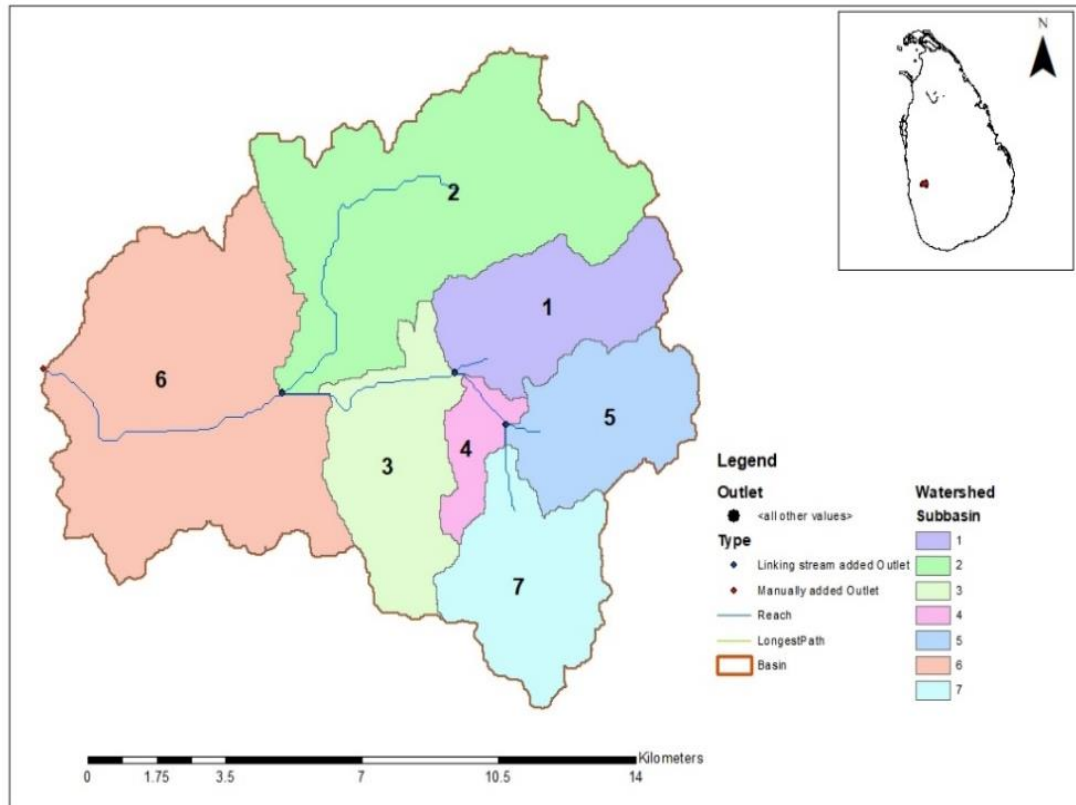 N
2
1
6
5
4
3
7
Legend
Outlet
<all other values>
Type
Linking stream added Outlet
Manually added Outlet
Reach
LongestPath
Basin
Watershed
Subbasin
1
2
3
4
5
6
7
Kilometers
0 1.75 3.5 7 10.5 14